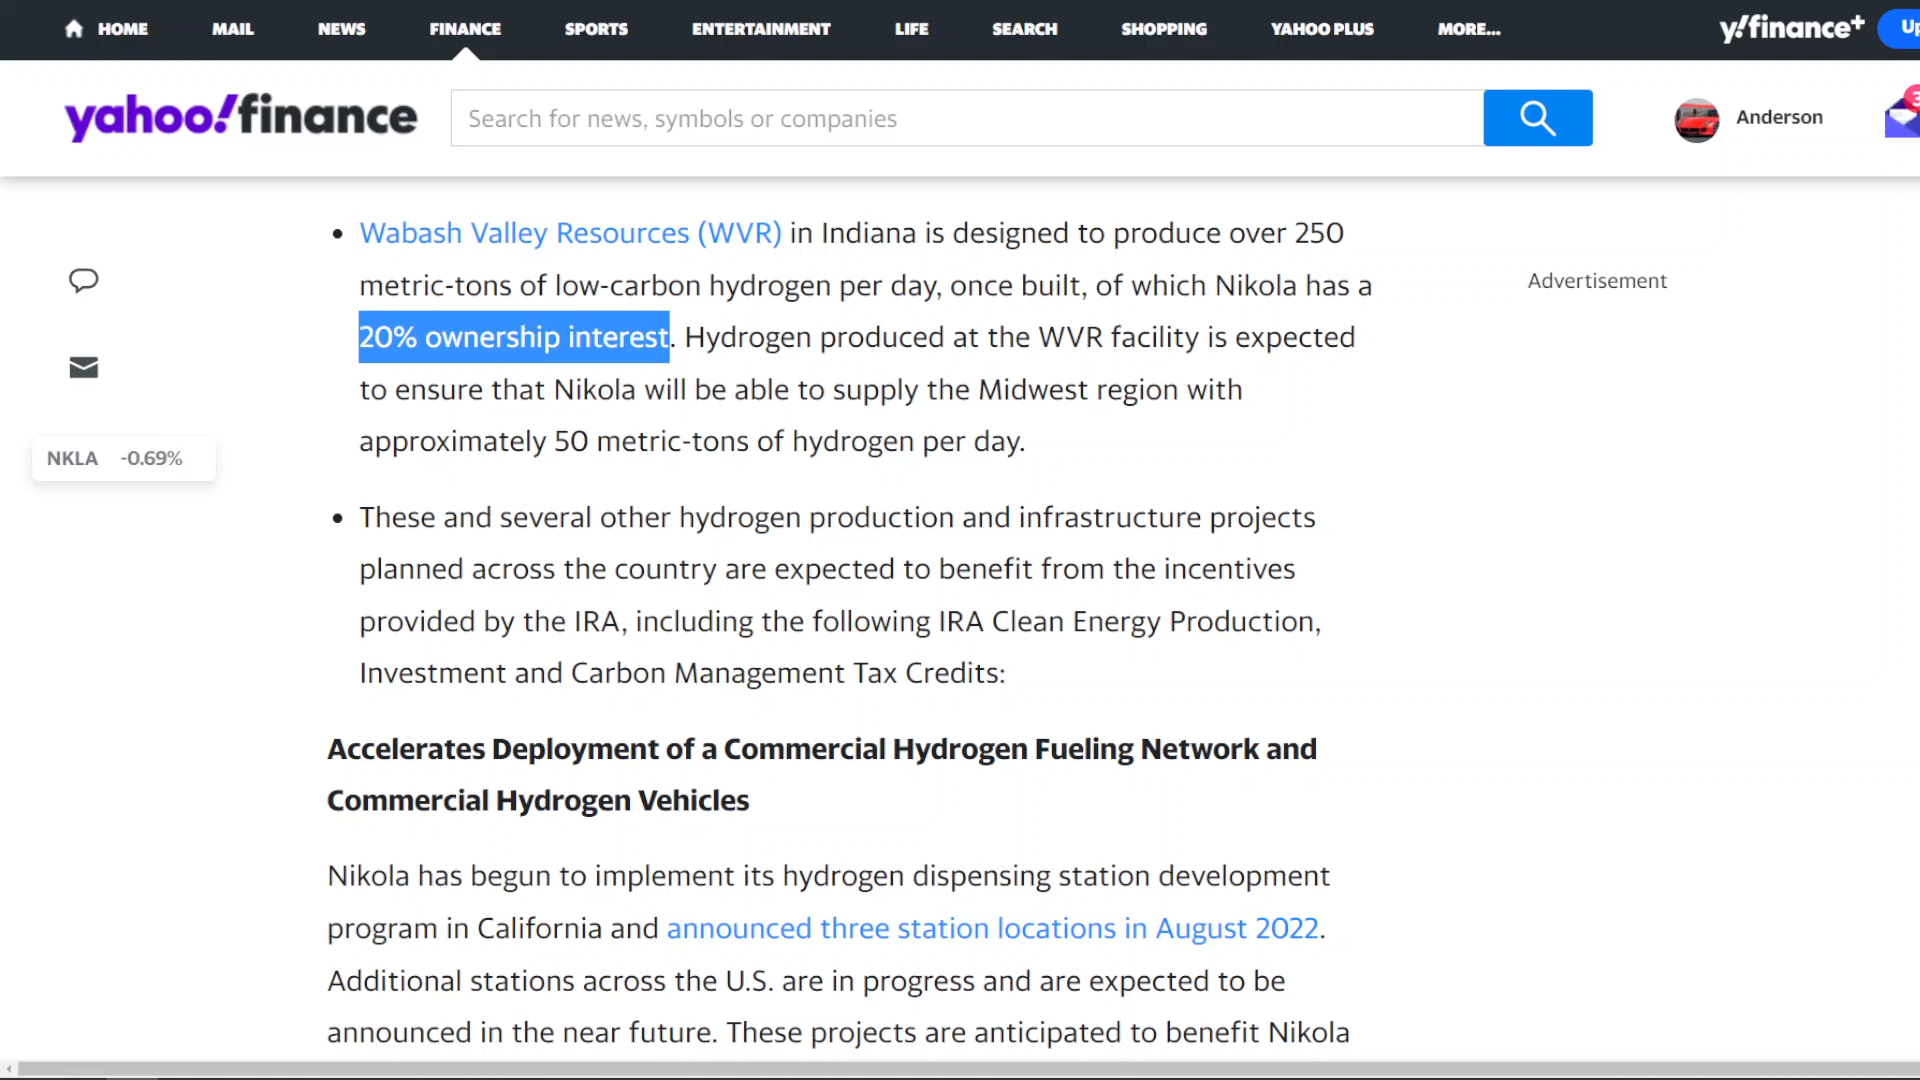 HOME MAIL NEWS FINANCE SPORTS ENTERTAINMENT LIFE SEARCH SHOPPING YAHOO PLUS MORE... y!finance+ Up
yahoo!finance Search for news, symbols or companies Anderson 3
• Wabash Valley Resources (WVR) in Indiana is designed to produce over 250
metric-tons of low-carbon hydrogen per day, once built, of which Nikola has a
Advertisement
20% ownership interest. Hydrogen produced at the WVR facility is expected
to ensure that Nikola will be able to supply the Midwest region with
approximately 50 metric-tons of hydrogen per day.
NKLA -0.69%
• These and several other hydrogen production and infrastructure projects
planned across the country are expected to benefit from the incentives
provided by the IRA, including the following IRA Clean Energy Production,
Investment and Carbon Management Tax Credits:
Accelerates Deployment of a Commercial Hydrogen Fueling Network and
Commercial Hydrogen Vehicles
Nikola has begun to implement its hydrogen dispensing station development
program in California and announced three station locations in August 2022.
Additional stations across the U.S. are in progress and are expected to be
announced in the near future. These projects are anticipated to benefit Nikola